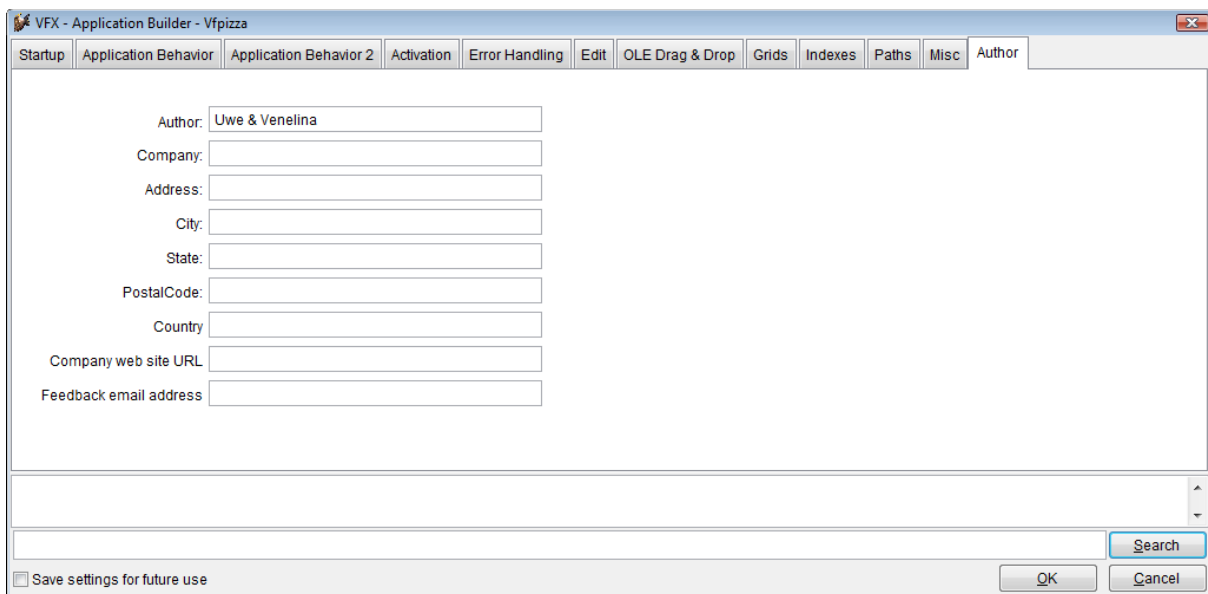 VFX - Application Builder - Vfpizza
Startup Application Behavior Application Behavior 2 Activation Error Handling Edit OLE Drag & Drop Grids Indexes Paths Misc Author
Author: Uwe & Venelina
Company:
Address:
City:
State:
PostalCode:
Country
Company web site URL
Feedback email address
Search
Save settings for future use OK Cancel